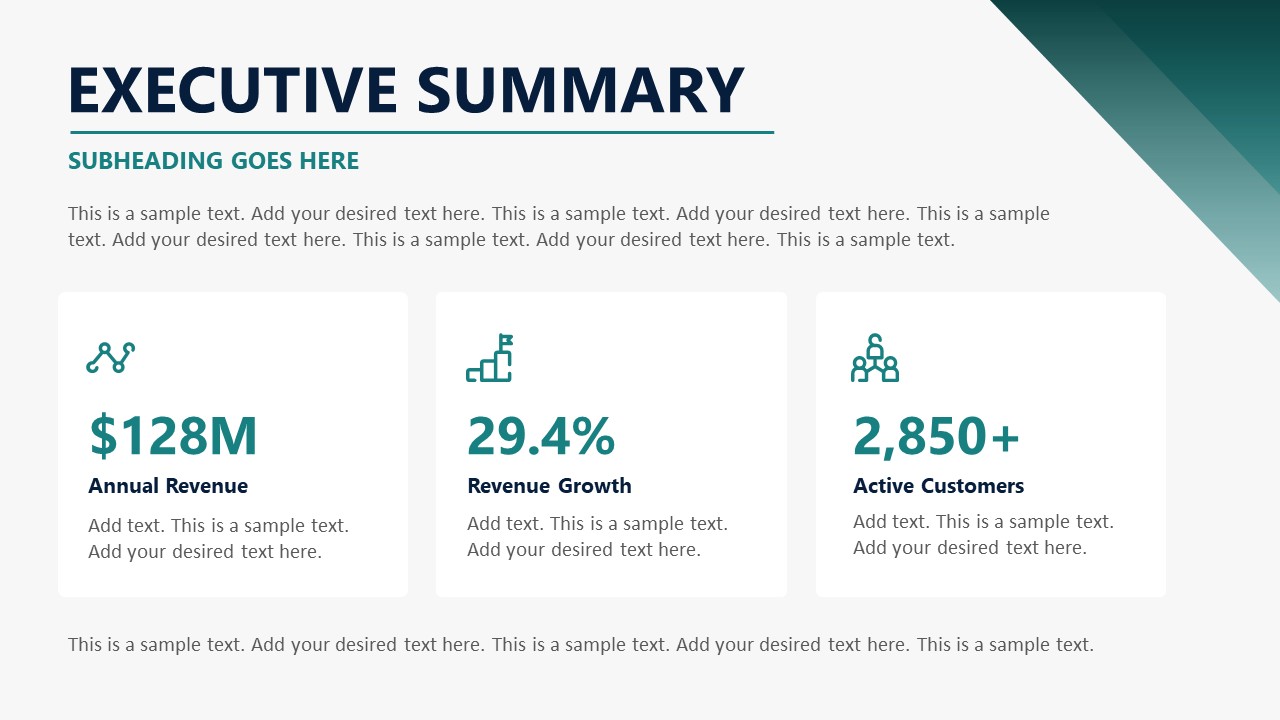 EXECUTIVE SUMMARY
SUBHEADING GOES HERE
This is a sample text. Add your desired text here. This is a sample text. Add your desired text here. This is a sample
text. Add your desired text here. This is a sample text. Add your desired text here. This is a sample text.
$128M
Annual Revenue
Add text. This is a sample text.
Add your desired text here.
29.4%
Revenue Growth
Add text. This is a sample text.
Add your desired text here.
2,850+
Active Customers
Add text. This is a sample text.
Add your desired text here.
This is a sample text. Add your desired text here. This is a sample text. Add your desired text here. This is a sample text.